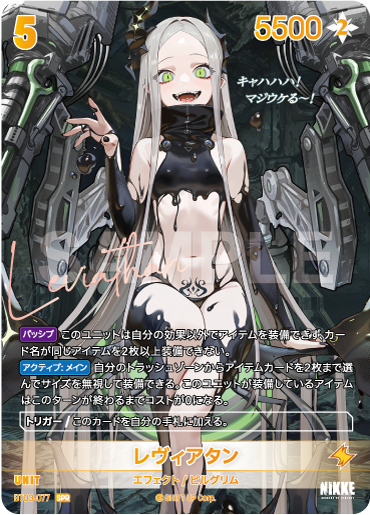 5
5500 2
キャハハハ!
マジウケる〜!
SAMPLE
Leviathan
パッシブ このユニットは自分の効果以外でアイテムを装備できず、カー
ド名が同じアイテムを2枚以上装備できない。
アクティブ:メイン 自分のトラッシュゾーンからアイテムカードを2枚まで選
んでサイズを無視して装備できる。このユニットが装備しているアイテム
はこのターンが終わるまでコストが0になる。
トリガー/このカードを自分の手札に加える。
レヴィアタン
UNIT
エフェクト / ピルグリム
SPR
Corp.
NIKKE